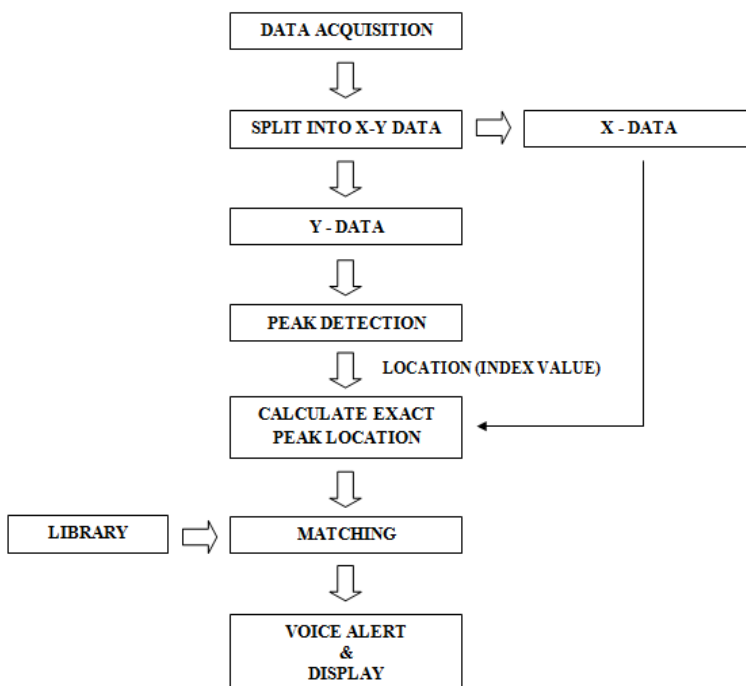 DATA ACQUISITION
SPLIT INTO X-Y DATA
X - DATA
Y - DATA
PEAK DETECTION
LOCATION (INDEX VALUE)
CALCULATE EXACT
PEAK LOCATION
LIBRARY
MATCHING
VOICE ALERT
&
DISPLAY